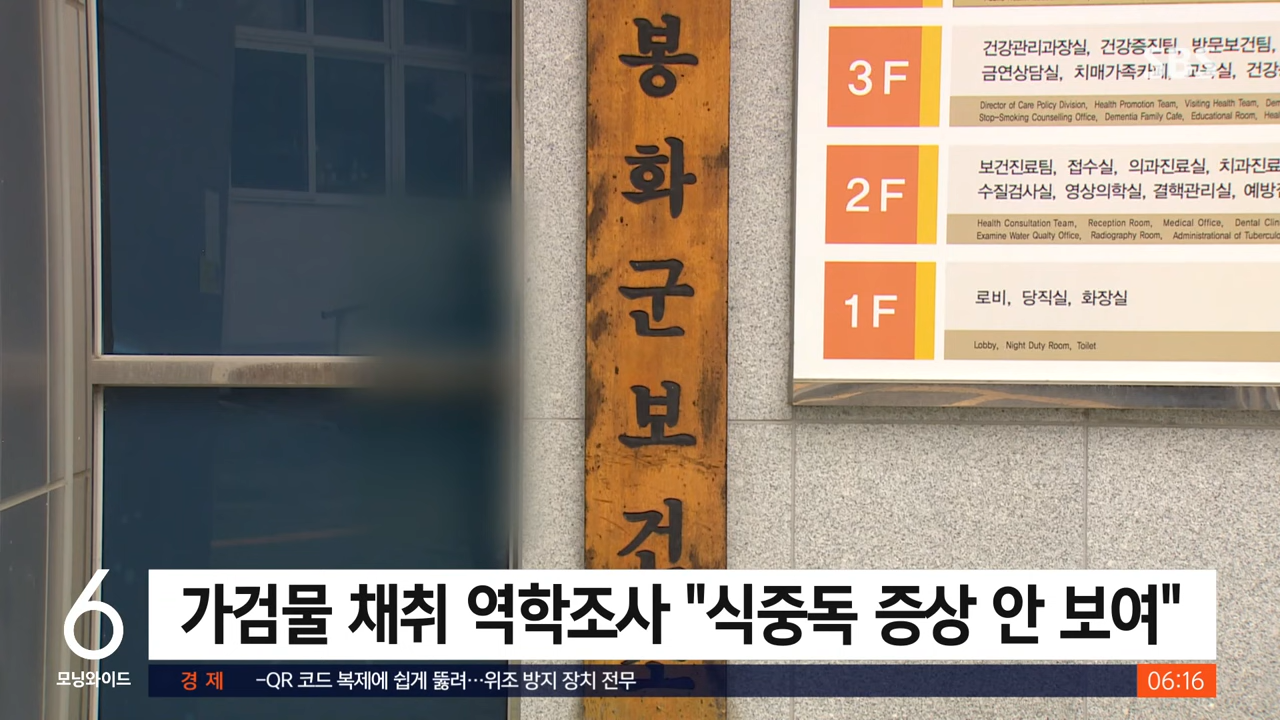 봉화군보건
SBS
3F
건강관리과장실, 건강증진팀, 방문보건팀,
금연상담실, 치매가족카페, 교육실, 건강
Director of Care Policy Division, Health Promotion Team, Visiting Health Team,
Stop-Smoking Counselling Office, Dementia Family Cafe, Educational Room,
2F
보건진료팀, 접수실, 의과진료실, 치과진료
수질검사실, 영상의학실, 결핵관리실, 예방
Health Consultation Team, Reception Room, Medical Office, Dental Clin
Examine Water Quality Office, Radiography Room, Administrational of Tuberculo
1F
로비, 당직실, 화장실
Lobby, Night Duty Room, Toilet
6
모닝와이드
가검물 채취 역학조사 "식중독 증상 안 보여"
경제 -QR 코드 복제에 쉽게 뚫려…위조 방지 장치 전무
06:16